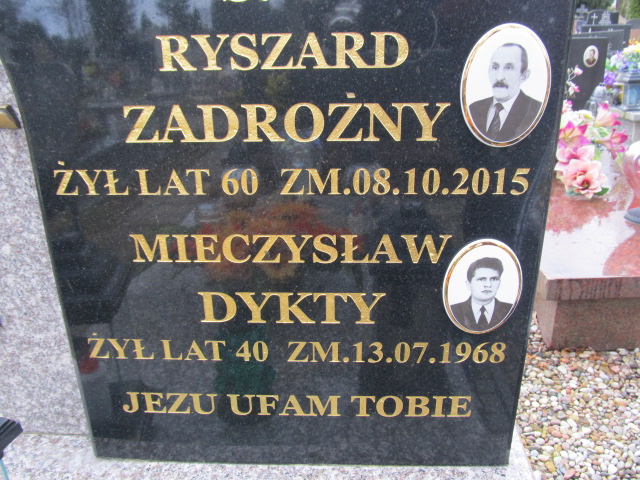 RYSZARD
ZADROŻNY
ŻYŁ LAT 60 ZM.08.10.2015
MIECZYSŁAW
DYKTY
ŻYŁ LAT 40 ZM.13.07.1968
JEZU UFAM TOBIE